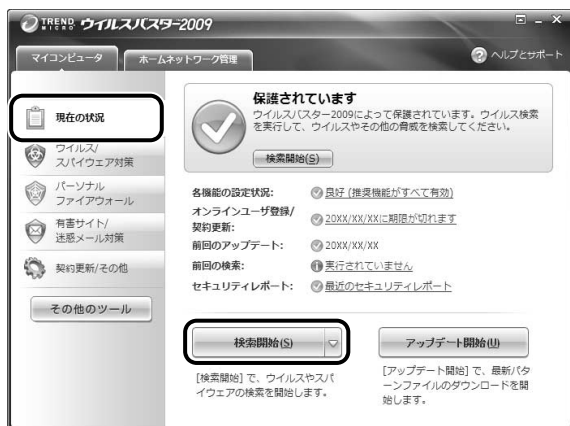 TREND MICRO ウイルスバスター2009
マイコンピュータ
ホームネットワーク管理
ヘルプとサポート
現在の状況
ウイルス/
スパイウェア対策
パーソナル
ファイアウォール
有害サイト/
迷惑メール対策
契約更新/その他
その他のツール
保護されています
ウイルスバスター2009によって保護されています。ウイルス検索
を実行して、ウイルスやその他の脅威を検索してください。
検索開始(S)
各機能の設定状況: 良好 (推奨機能がすべて有効)
オンラインユーザ登録/
契約更新: 20XX/XX/XXに期限が切れます
前回のアップデート: 20XX/XX/XX
前回の検索: 実行されていません
セキュリティレポート: 最近のセキュリティレポート
検索開始(S)
[検索開始] で、ウイルスやスパ
イウェアの検索を開始します。
アップデート開始(U)
[アップデート開始] で、最新パタ
ーンファイルのダウンロードを開
始します。